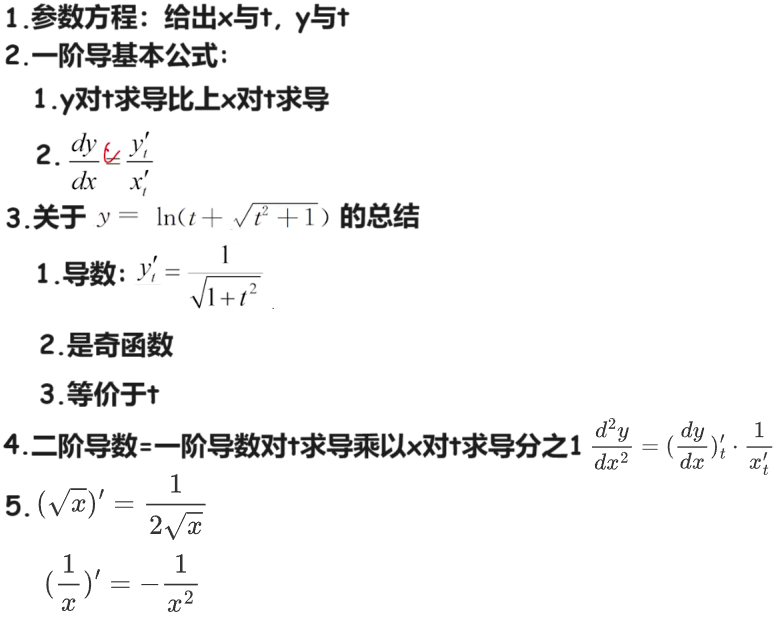 1.参数方程：给出x与t，y与t
2.一阶导基本公式：
1.y对t求导比上x对t求导
2. \frac{dy}{dx} = \frac{y'_t}{x'_t}
3.关于 y = ln(t + \sqrt{t^2+1}) 的总结
1.导数：y'_t = \frac{1}{\sqrt{1+t^2}}
2.是奇函数
3.等价于t
4.二阶导数=一阶导数对t求导乘以x对t求导分之1 \frac{d^2y}{dx^2} = (\frac{dy}{dx})'_t · \frac{1}{x'_t}
5. (\sqrt{x})' = \frac{1}{2\sqrt{x}}
(\frac{1}{x})' = -\frac{1}{x^2}